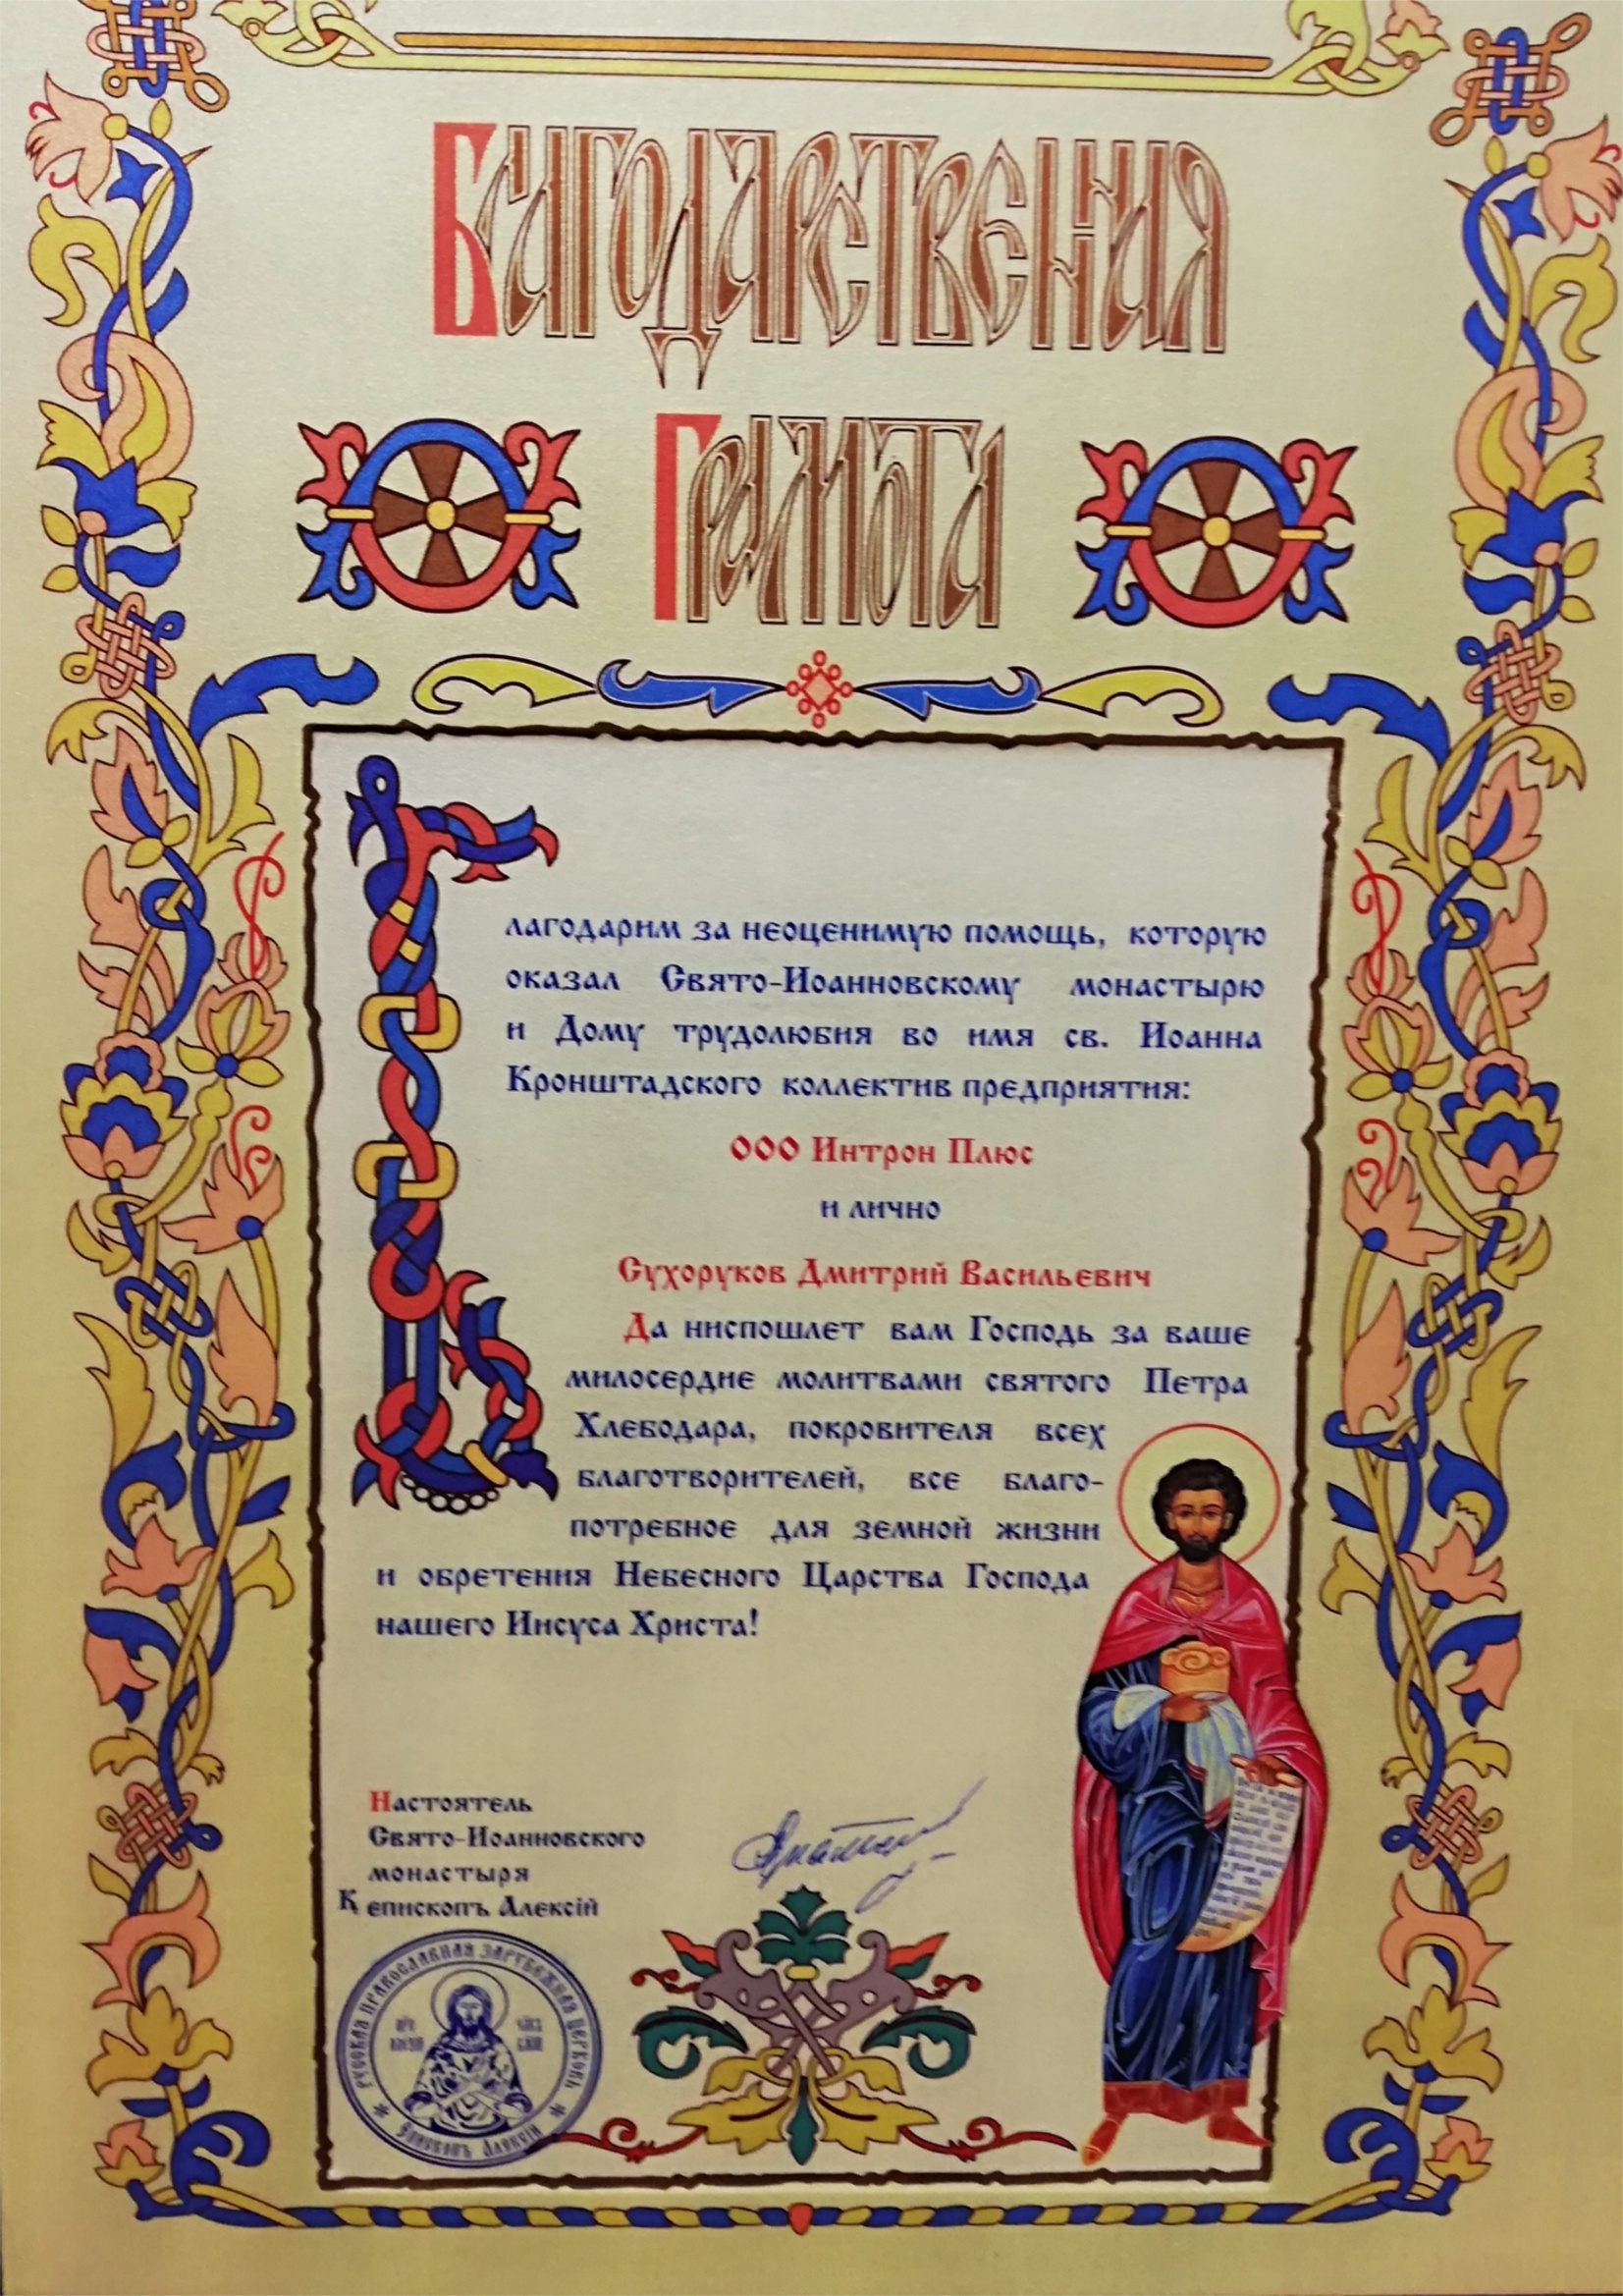 Благодарственная
Грамота
Благодарим за неоценимую помощь, которую
оказал Свято-Иоанновскому монастырю
и Дому трудолюбия во имя св. Иоанна
Кронштадского коллектив предприятия:
ООО Интрон Плюс
и лично
Сухоруков Дмитрий Васильевич
Да ниспошлет вам Господь за ваше
милосердие молитвами святого Петра
Хлебодара, покровителя всех
благотворителей, все благо-
потребное для земной жизни
и обретения Небесного Царства Господа
нашего Иисуса Христа!
Настоятель
Свято-Иоанновского
монастыря
К епископъ Алексій
РУССКАЯ ПРАВОСЛАВНАЯ ЗАРУБЕЖНАЯ ЦЕРКОВЬ
Епископъ Алексій